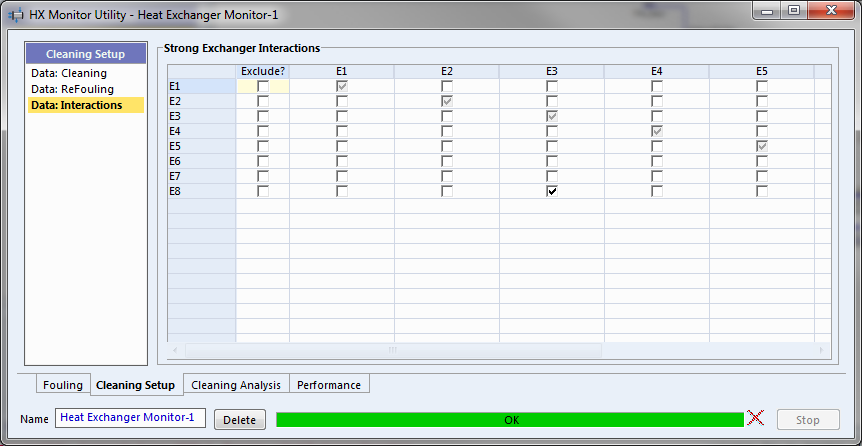 HX Monitor Utility - Heat Exchanger Monitor-1
Cleaning Setup
Data: Cleaning
Data: ReFouling
Data: Interactions
Strong Exchanger Interactions
Exclude? E1 E2 E3 E4 E5
E1
E2
E3
E4
E5
E6
E7
E8
Fouling Cleaning Setup Cleaning Analysis Performance
Name Heat Exchanger Monitor-1 Delete OK Stop